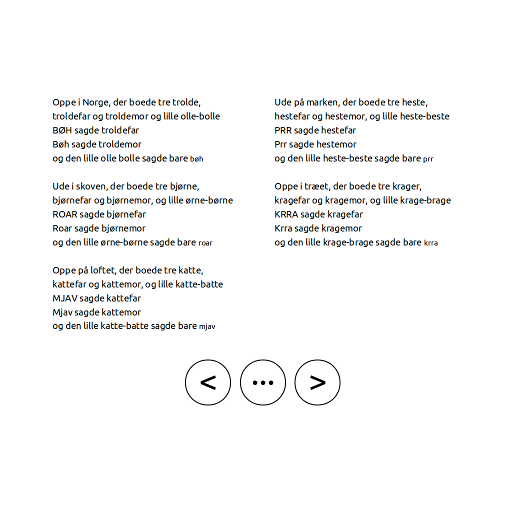 Oppe i Norge, der boede tre trolde,
troldefar og troldemor og lille olle-bolle
BØH sagde troldefar
Bøh sagde troldemor
og den lille olle bolle sagde bare bøh
Ude i skoven, der boede tre bjørne,
bjørnefar og bjørnemor, og lille ørne-børne
ROAR sagde bjørnefar
Roar sagde bjørnemor
og den lille ørne-børne sagde bare roar
Oppe på loftet, der boede tre katte,
kattefar og kattemor, og lille katte-batte
MJAV sagde kattefar
Mjav sagde kattemor
og den lille katte-batte sagde bare mjav
Ude på marken, der boede tre heste,
hestefar og hestemor, og lille heste-beste
PRR sagde hestefar
Prr sagde hestemor
og den lille heste-beste sagde bare prr
Oppe i træet, der boede tre krager,
kragefar og kragemor, og lille krage-brage
KRRA sagde kragefar
Krra sagde kragemor
og den lille krage-brage sagde bare krra
< ... >